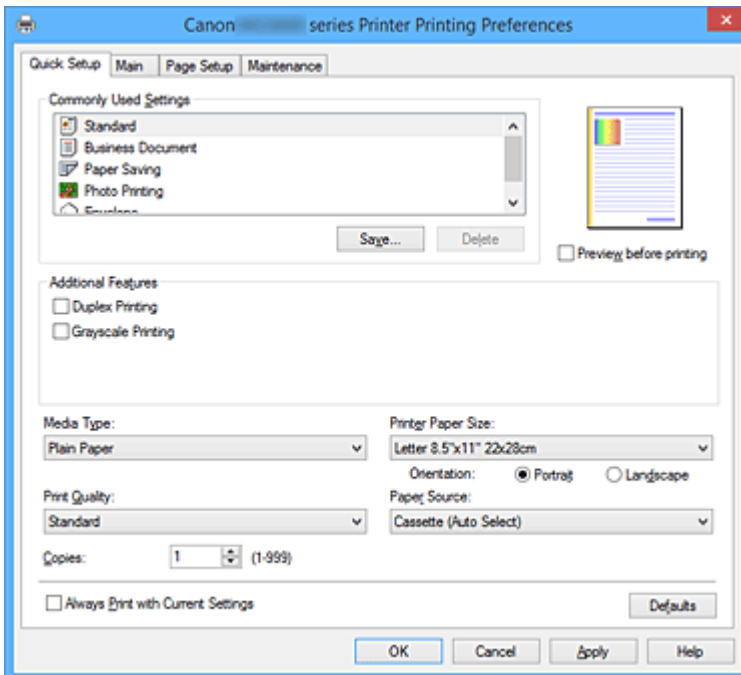 Canon series Printer Printing Preferences
Quick Setup Main Page Setup Maintenance
Commonly Used Settings
Standard
Business Document
Paper Saving
Photo Printing
Envelope
Save... Delete
Preview before printing
Additional Features
Duplex Printing
Grayscale Printing
Media Type: Printer Paper Size:
Plain Paper Letter 8.5"x11" 22x28cm
Orientation: Portrait Landscape
Print Quality: Paper Source:
Standard Cassette (Auto Select)
Copies: 1 (1-999)
Always Print with Current Settings Defaults
OK Cancel Apply Help